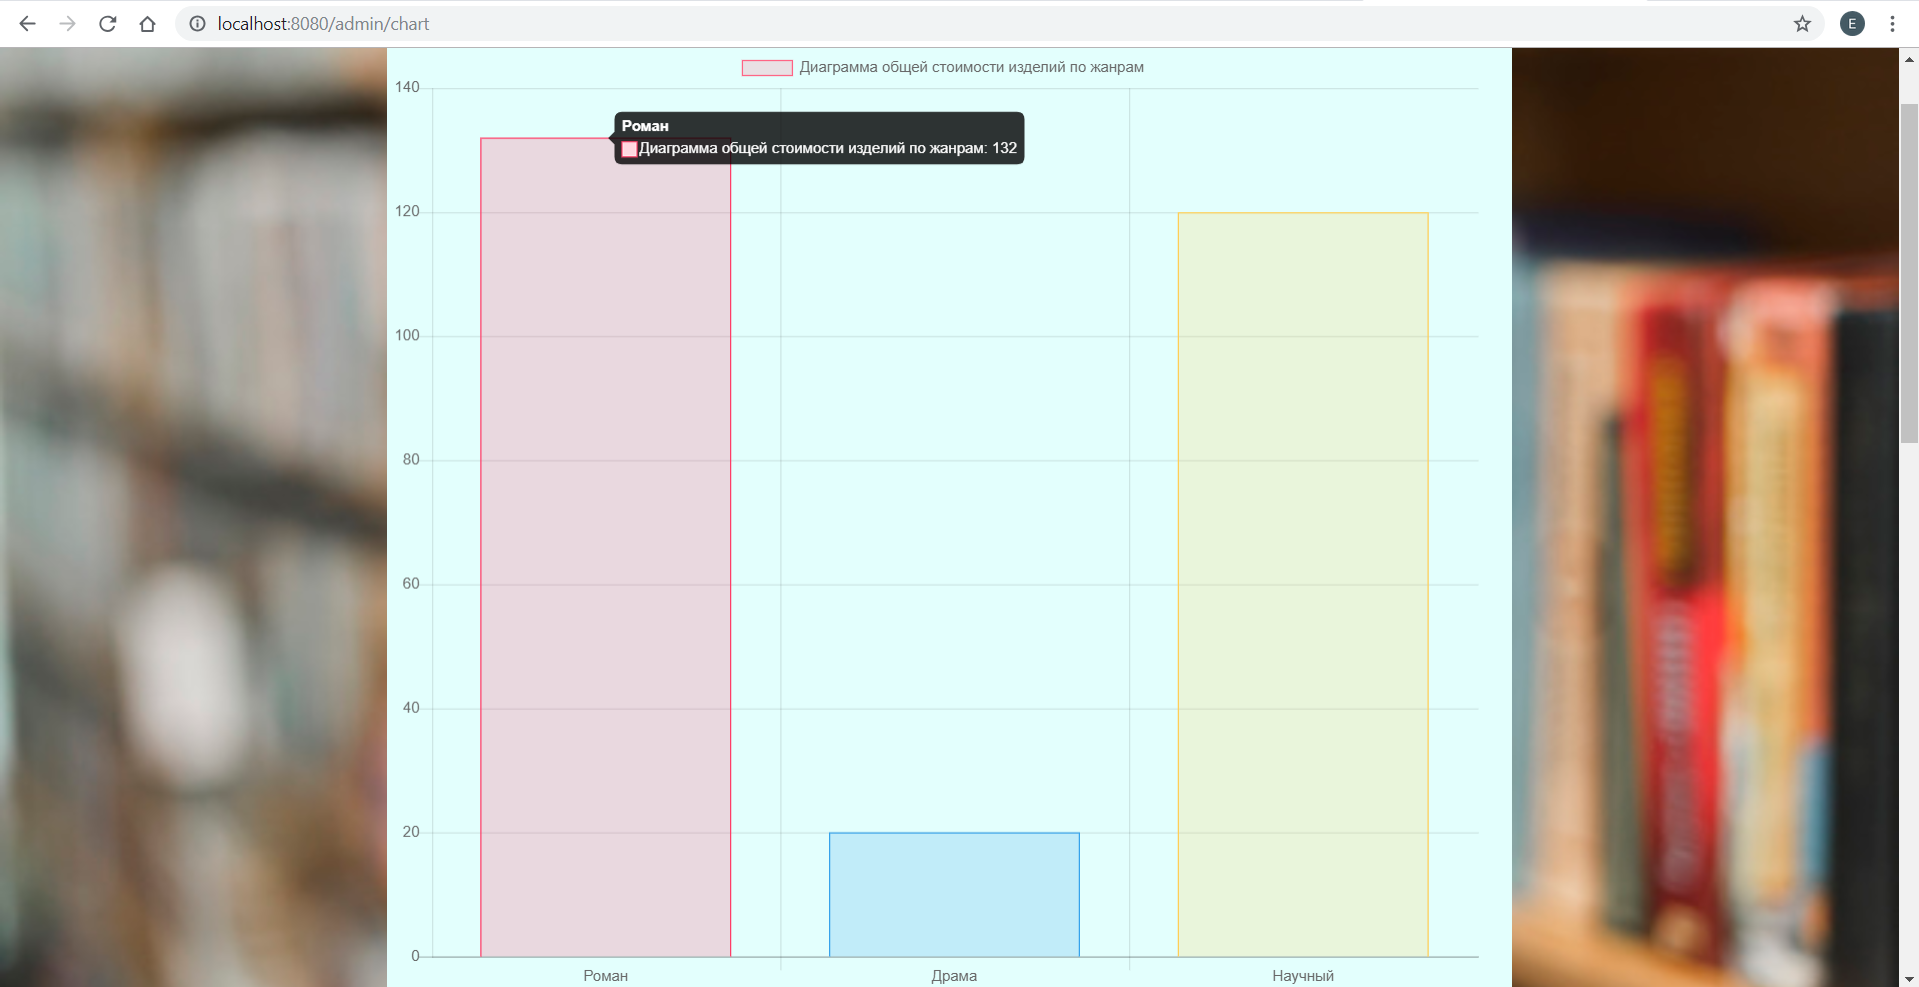 localhost:8080/admin/chart
E
Диаграмма общей стоимости изделий по жанрам
140
Роман
Диаграмма общей стоимости изделий по жанрам: 132
120
100
80
60
40
20
0
Роман Драма Научный